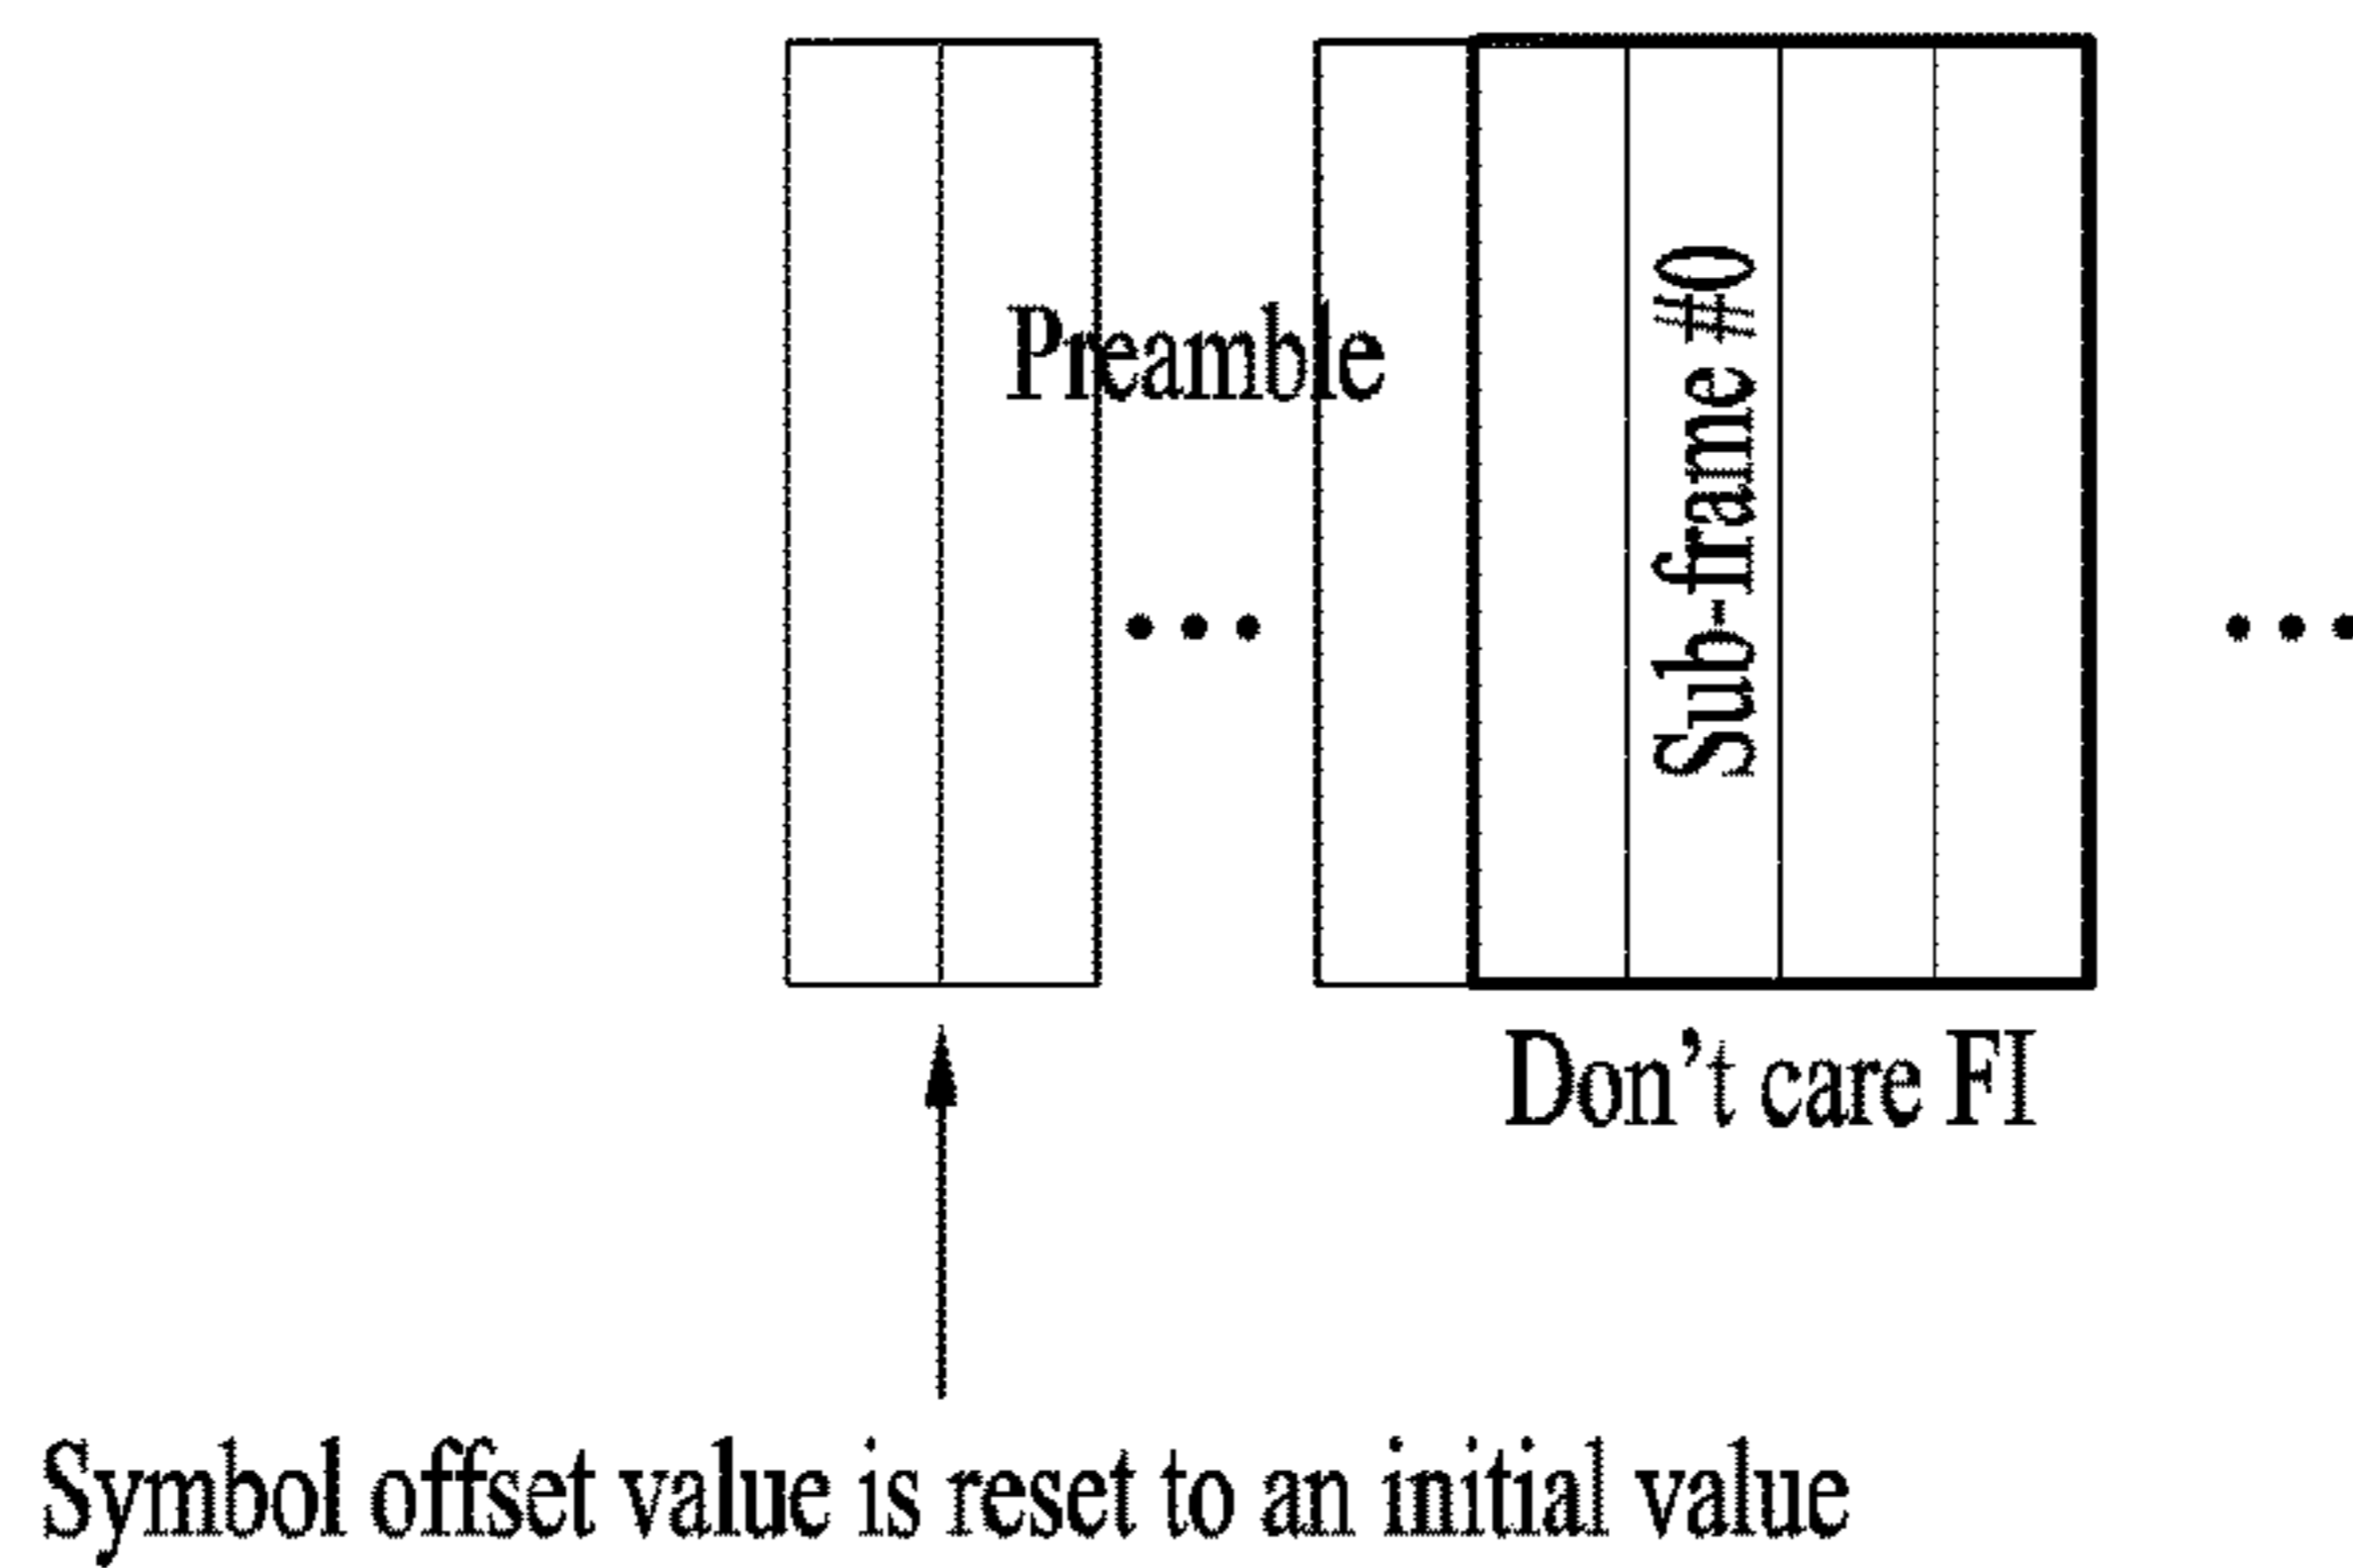 Preamble
Sub-frame #0
Don’t care FI
Symbol offset value is reset to an initial value